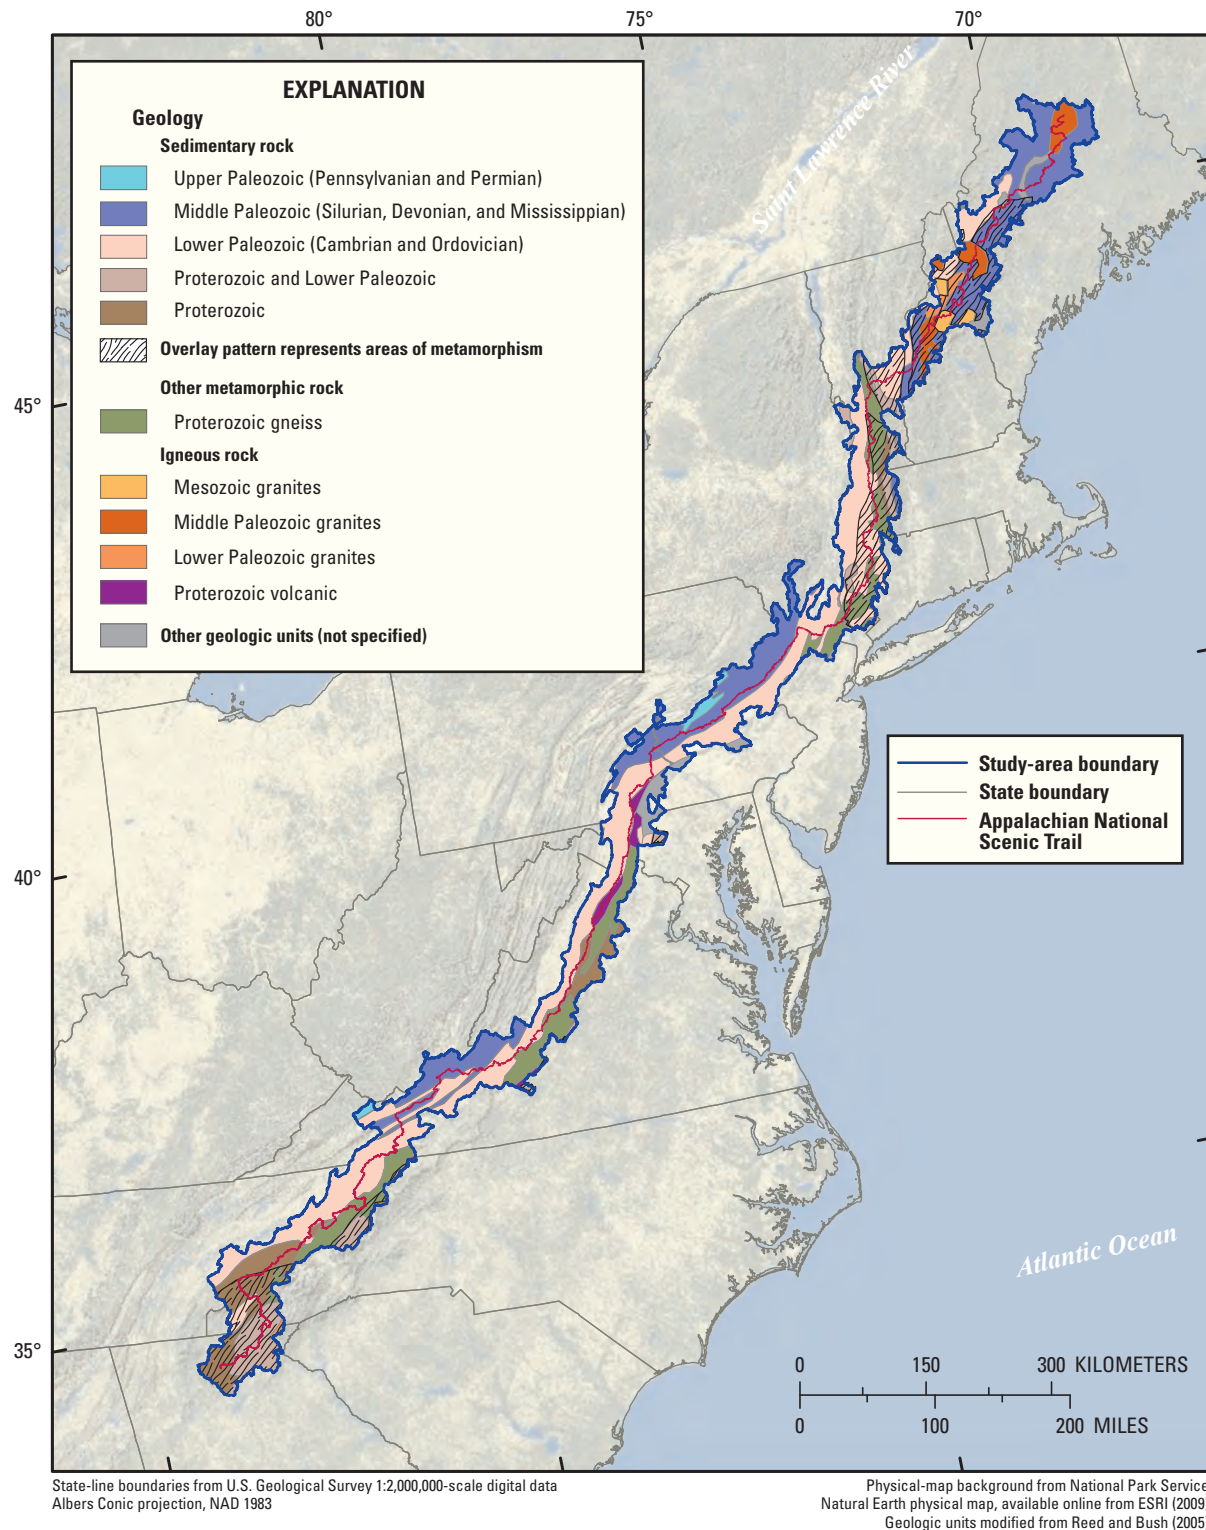 80°
75°
70°
EXPLANATION
Geology
Sedimentary rock
Upper Paleozoic (Pennsylvanian and Permian)
Middle Paleozoic (Silurian, Devonian, and Mississippian)
Lower Paleozoic (Cambrian and Ordovician)
Proterozoic and Lower Paleozoic
Proterozoic
Overlay pattern represents areas of metamorphism
Other metamorphic rock
Proterozoic gneiss
Igneous rock
Mesozoic granites
Middle Paleozoic granites
Lower Paleozoic granites
Proterozoic volcanic
Other geologic units (not specified)
Saint Lawrence River
45°
Study-area boundary
State boundary
Appalachian National
Scenic Trail
40°
Atlantic Ocean
35°
0 150 300 KILOMETERS
0 100 200 MILES
State-line boundaries from U.S. Geological Survey 1:2,000,000-scale digital data
Albers Conic projection, NAD 1983
Physical-map background from National Park Service
Natural Earth physical map, available online from ESRI (2009)
Geologic units modified from Reed and Bush (2005)